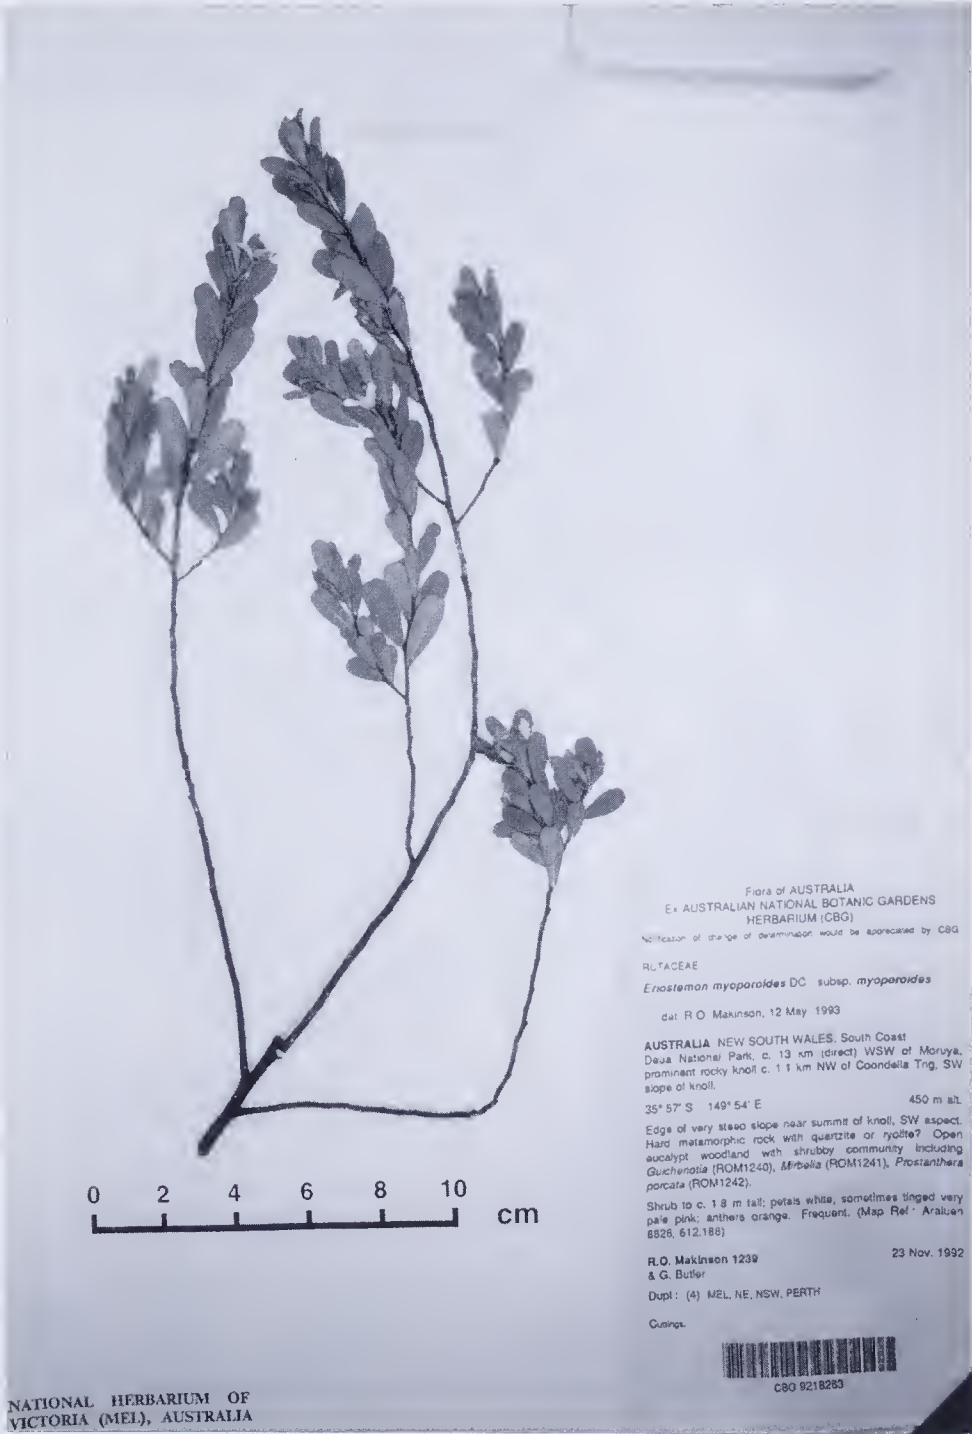 Flora of AUSTRALIA
Ex AUSTRALIAN NATIONAL BOTANIC GARDENS
HERBARIUM (CBG)
Notification of change of determination would be appreciated by CBG
RUTACEAE
Eriostemon myoporoides DC subsp. myoporoides
det R O Makinson, 12 May 1993
AUSTRALIA NEW SOUTH WALES. South Coast
Deua National Park, c. 13 km (direct) WSW of Moruya,
prominent rocky knoll c. 1 1 km NW of Coondella Trig, SW
slope of knoll.
35° 57' S 149° 54' E 450 m alt.
Edge of very steep slope near summit of knoll, SW aspect.
Hard metamorphic rock with quartzite or ryolite? Open
eucalypt woodland with shrubby community including
Guichenotia (ROM1240), Mirbelia (ROM1241), Prostanthera
porcata (ROM1242).
Shrub to c. 1 8 m tall; petals white, sometimes tinged very
pale pink; anthers orange. Frequent. (Map Ref: Araluen
8826, 612.188)
R.O. Makinson 1239 23 Nov. 1992
& G. Butler
Dupl: (4) MEL, NE, NSW, PERTH
Cuttings.
CBG 9218263
0 2 4 6 8 10
cm
NATIONAL HERBARIUM OF
VICTORIA (MEL), AUSTRALIA